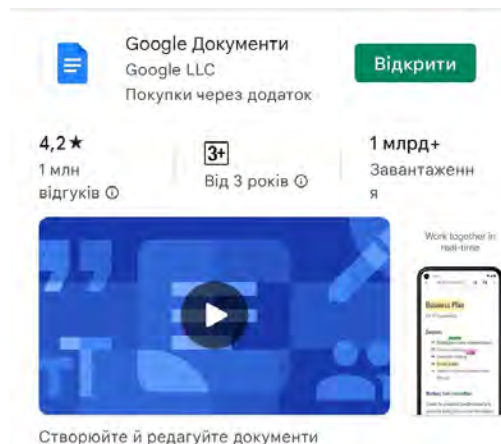 Google Документи
Google LLC
Покупки через додаток
Відкрити
4,2★
1 млн
відгуків
3+
Від 3 років
1 млрд+
Завантаженн
я
Work together in
real-time
Business Plan
Створюйте й редагуйте документи